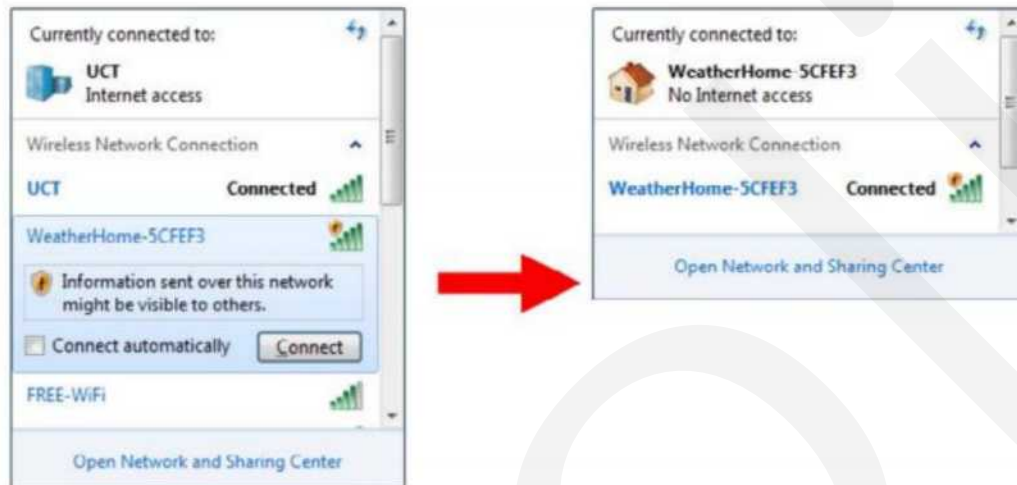 Currently connected to:
UCT
Internet access
Wireless Network Connection
UCT Connected
WeatherHome-5CFEF3
Information sent over this network
might be visible to others.
Connect automatically Connect
FREE-WiFi
Open Network and Sharing Center
Currently connected to:
WeatherHome-5CFEF3
No Internet access
Wireless Network Connection
WeatherHome-5CFEF3 Connected
Open Network and Sharing Center